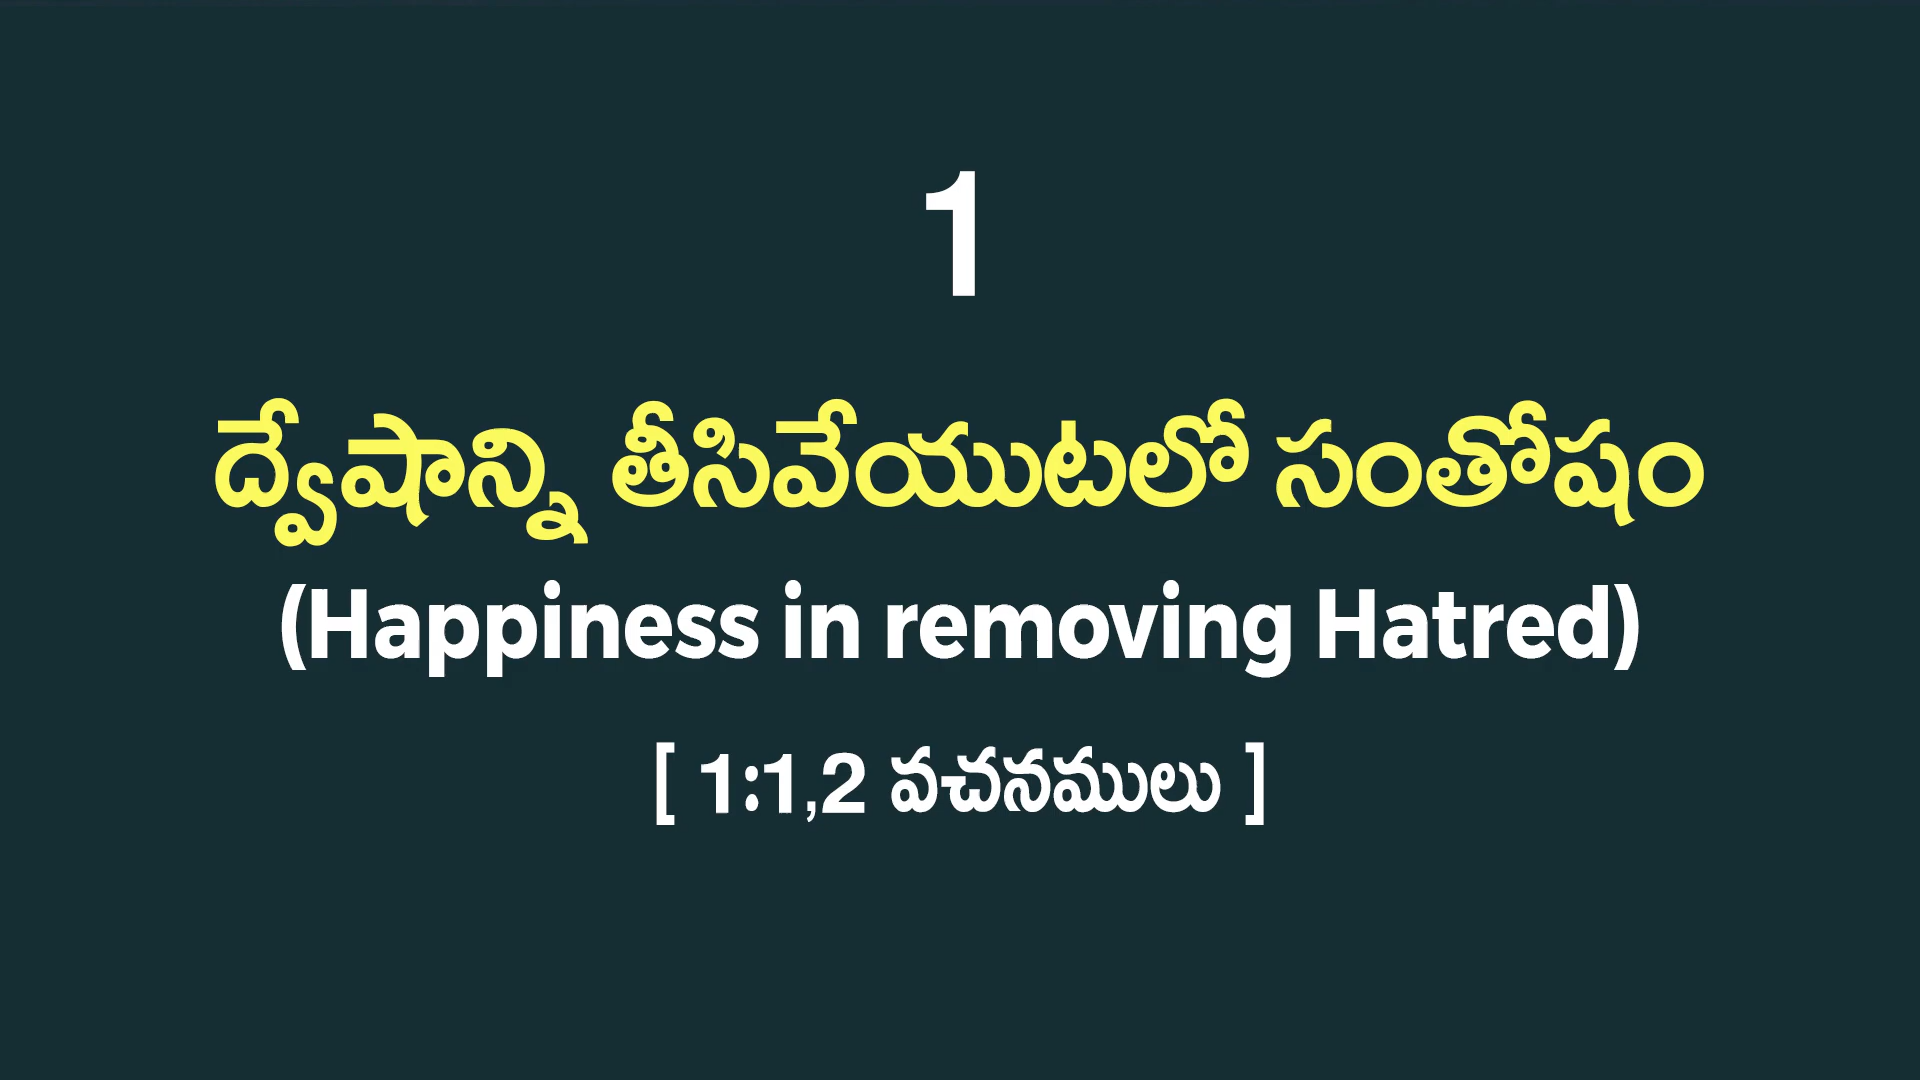 1
ద్వేషాన్ని తీసివేయుటలో సంతోషం
(Happiness in removing Hatred)
[ 1:1,2 వచనములు ]